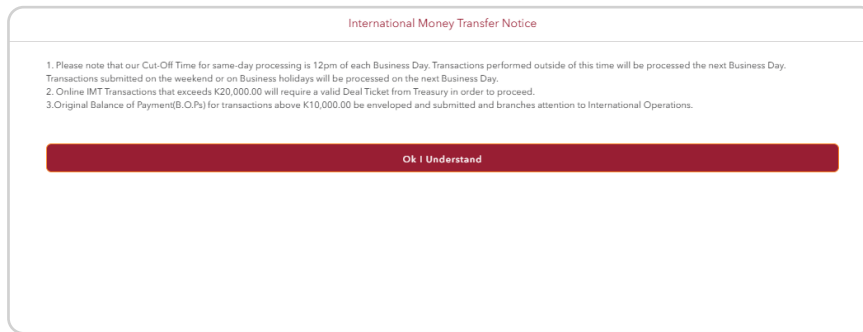 International Money Transfer Notice
1. Please note that our Cut-Off Time for same-day processing is 12pm of each Business Day. Transactions performed outside of this time will be processed the next Business Day.
Transactions submitted on the weekend or on Business holidays will be processed on the next Business Day.
2. Online IMT Transactions that exceeds K20,000.00 will require a valid Deal Ticket from Treasury in order to proceed.
3.Original Balance of Payment(B.O.Ps) for transactions above K10,000.00 be enveloped and submitted and branches attention to International Operations.
Ok I Understand